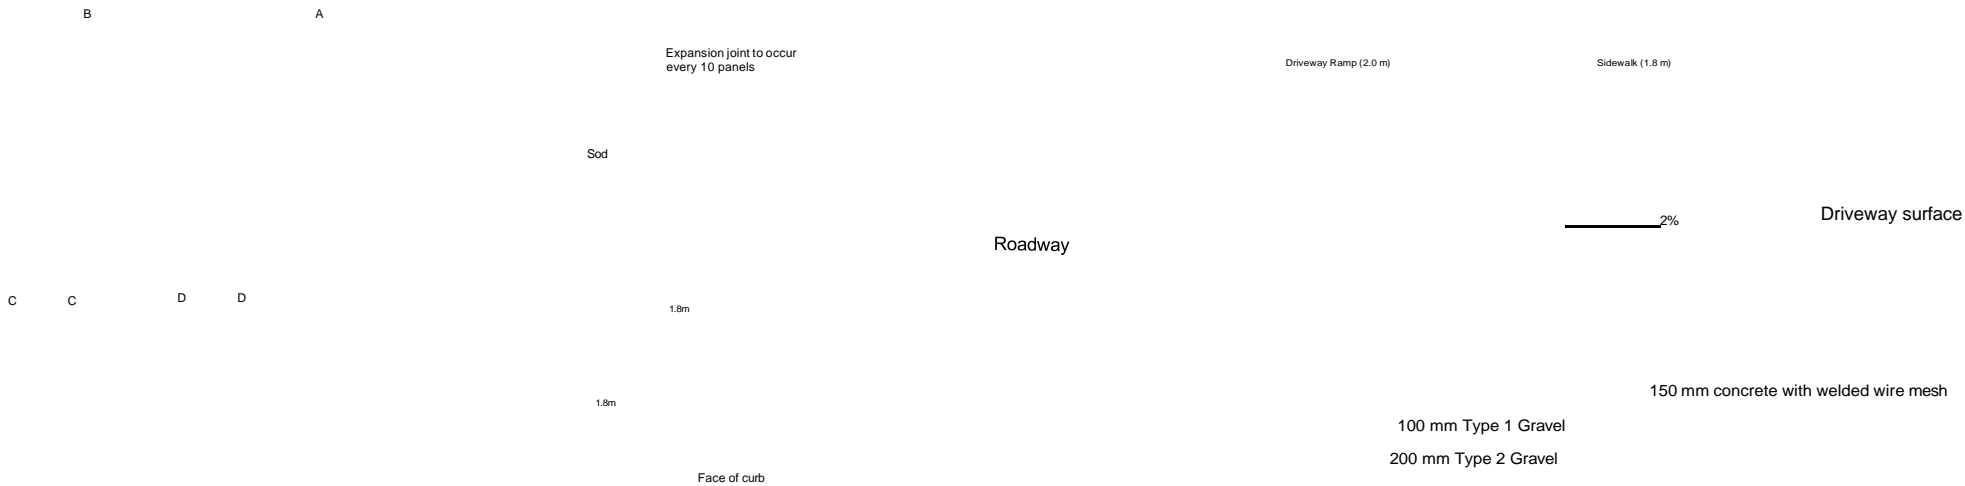 B
A
Expansion joint to occur
every 10 panels
Driveway Ramp (2.0 m)
Sidewalk (1.8 m)
Sod
Driveway surface
2%
Roadway
C
C
D
D
1.8m
150 mm concrete with welded wire mesh
1.8m
100 mm Type 1 Gravel
200 mm Type 2 Gravel
Face of curb